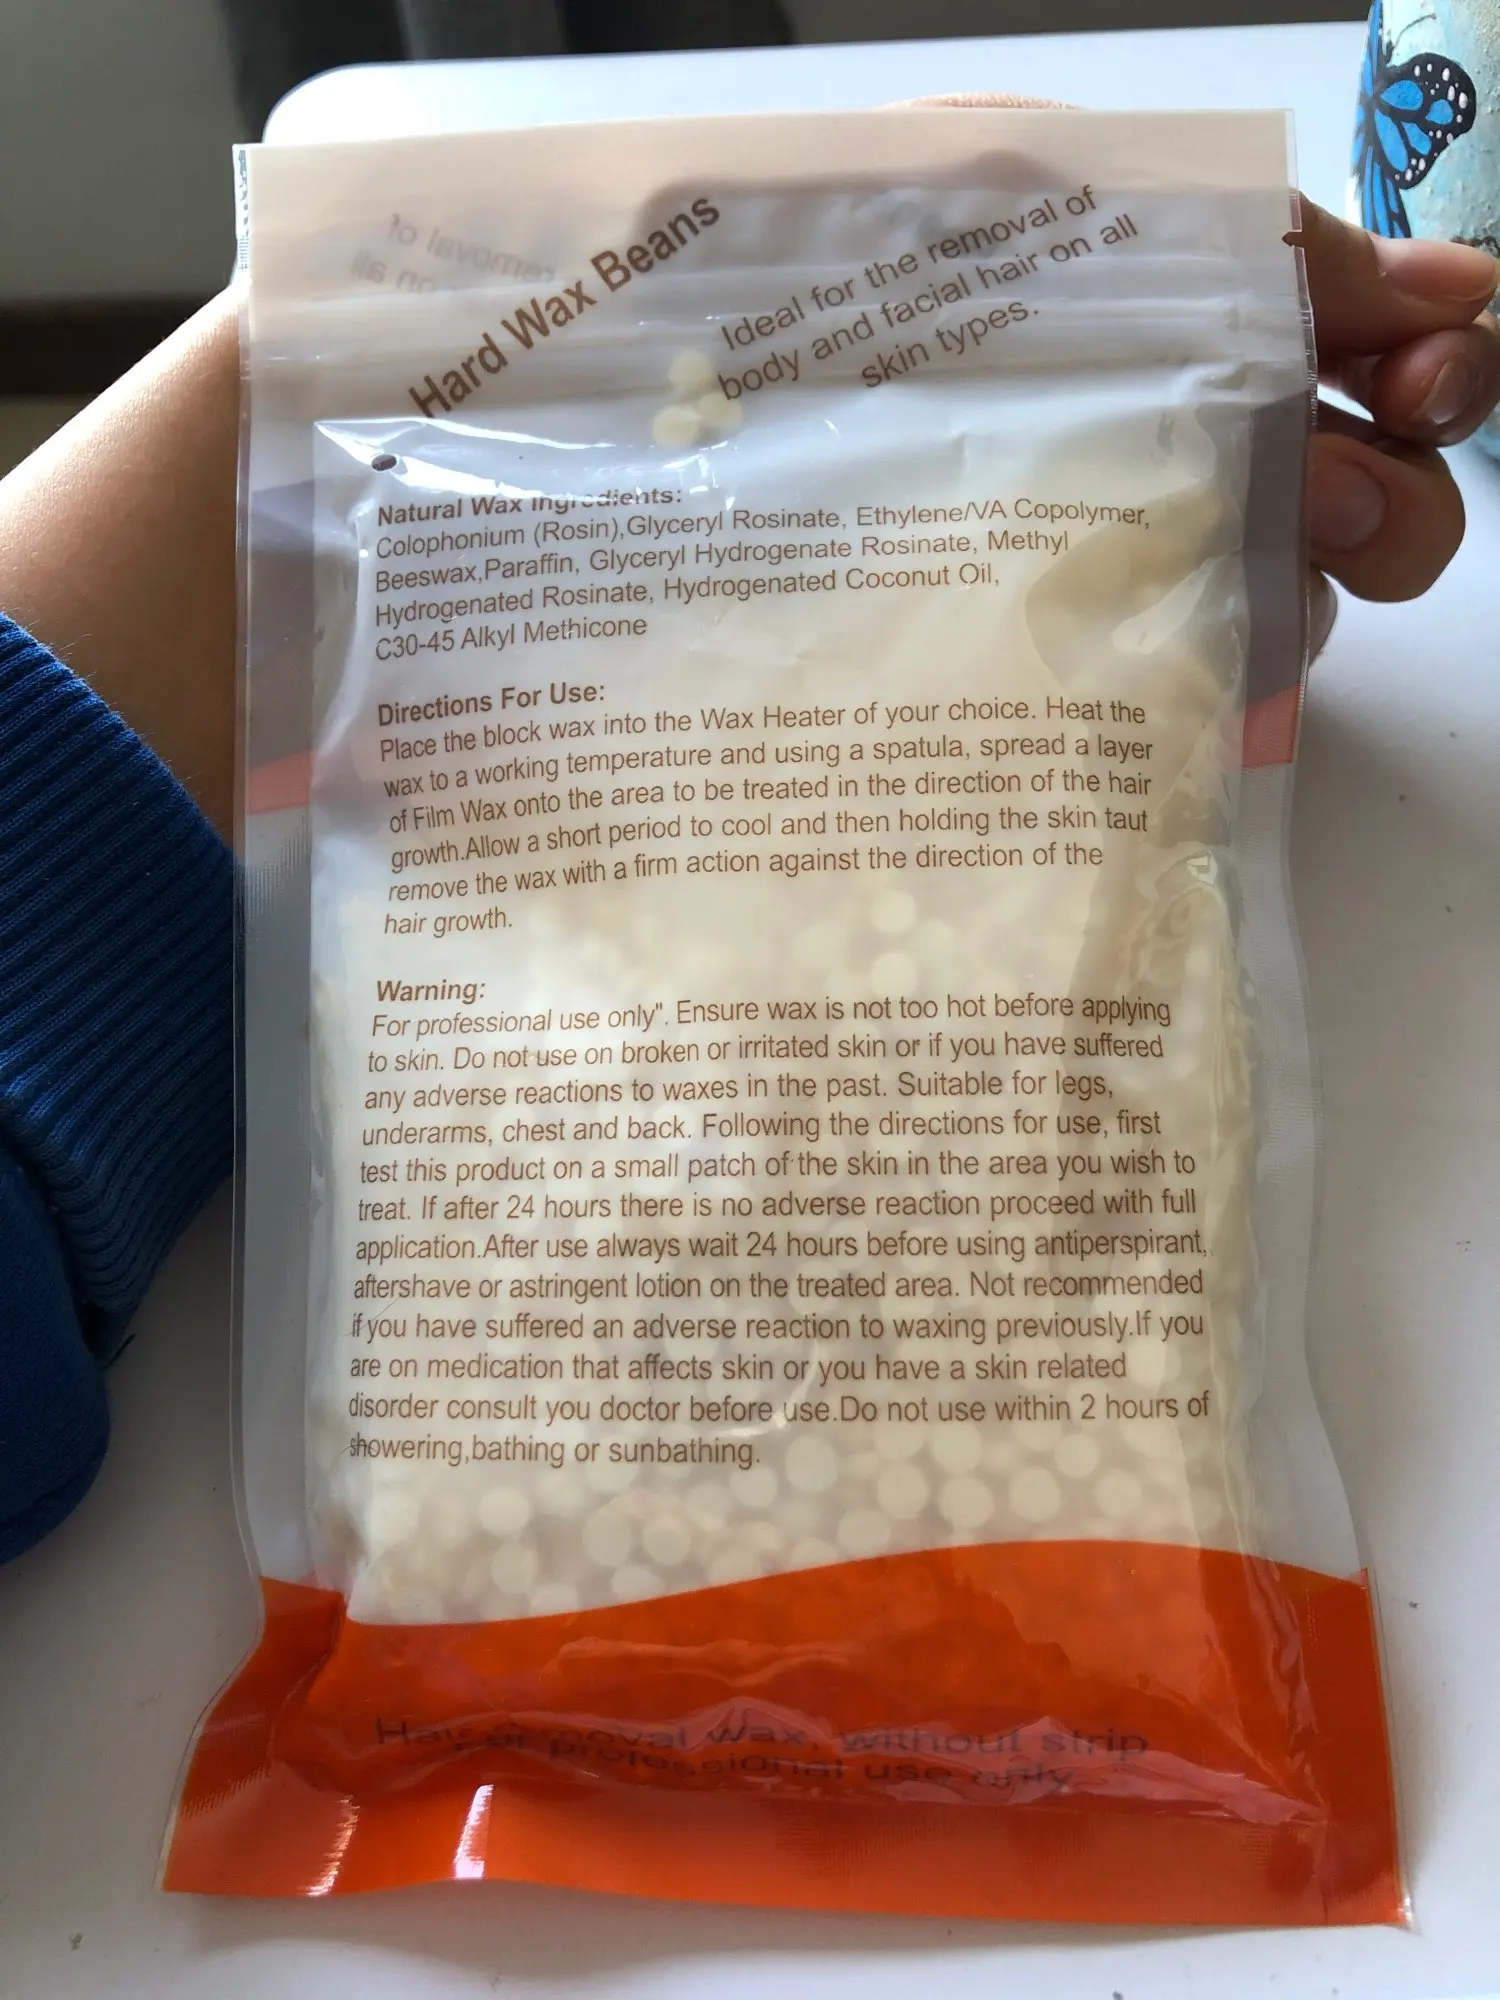 Hard Wax Beans
Ideal for the removal of
body and facial hair on all
skin types.
Natural Wax Ingredients:
Colophonium (Rosin),Glyceryl Rosinate, Ethylene/VA Copolymer,
Beeswax,Paraffin, Glyceryl Hydrogenate Rosinate, Methyl
Hydrogenated Rosinate, Hydrogenated Coconut Oil,
C30-45 Alkyl Methicone
Directions For Use:
Place the block wax into the Wax Heater of your choice. Heat the
wax to a working temperature and using a spatula, spread a layer
of Film Wax onto the area to be treated in the direction of the hair
growth.Allow a short period to cool and then holding the skin taut
remove the wax with a firm action against the direction of the
hair growth.
Warning:
For professional use only". Ensure wax is not too hot before applying
to skin. Do not use on broken or irritated skin or if you have suffered
any adverse reactions to waxes in the past. Suitable for legs,
underarms, chest and back. Following the directions for use, first
test this product on a small patch of the skin in the area you wish to
treat. If after 24 hours there is no adverse reaction proceed with full
application.After use always wait 24 hours before using antiperspirant,
aftershave or astringent lotion on the treated area. Not recommended
if you have suffered an adverse reaction to waxing previously.If you
are on medication that affects skin or you have a skin related
disorder consult you doctor before use.Do not use within 2 hours of
showering,bathing or sunbathing.
Hair removal wax, without strip
For professional use only